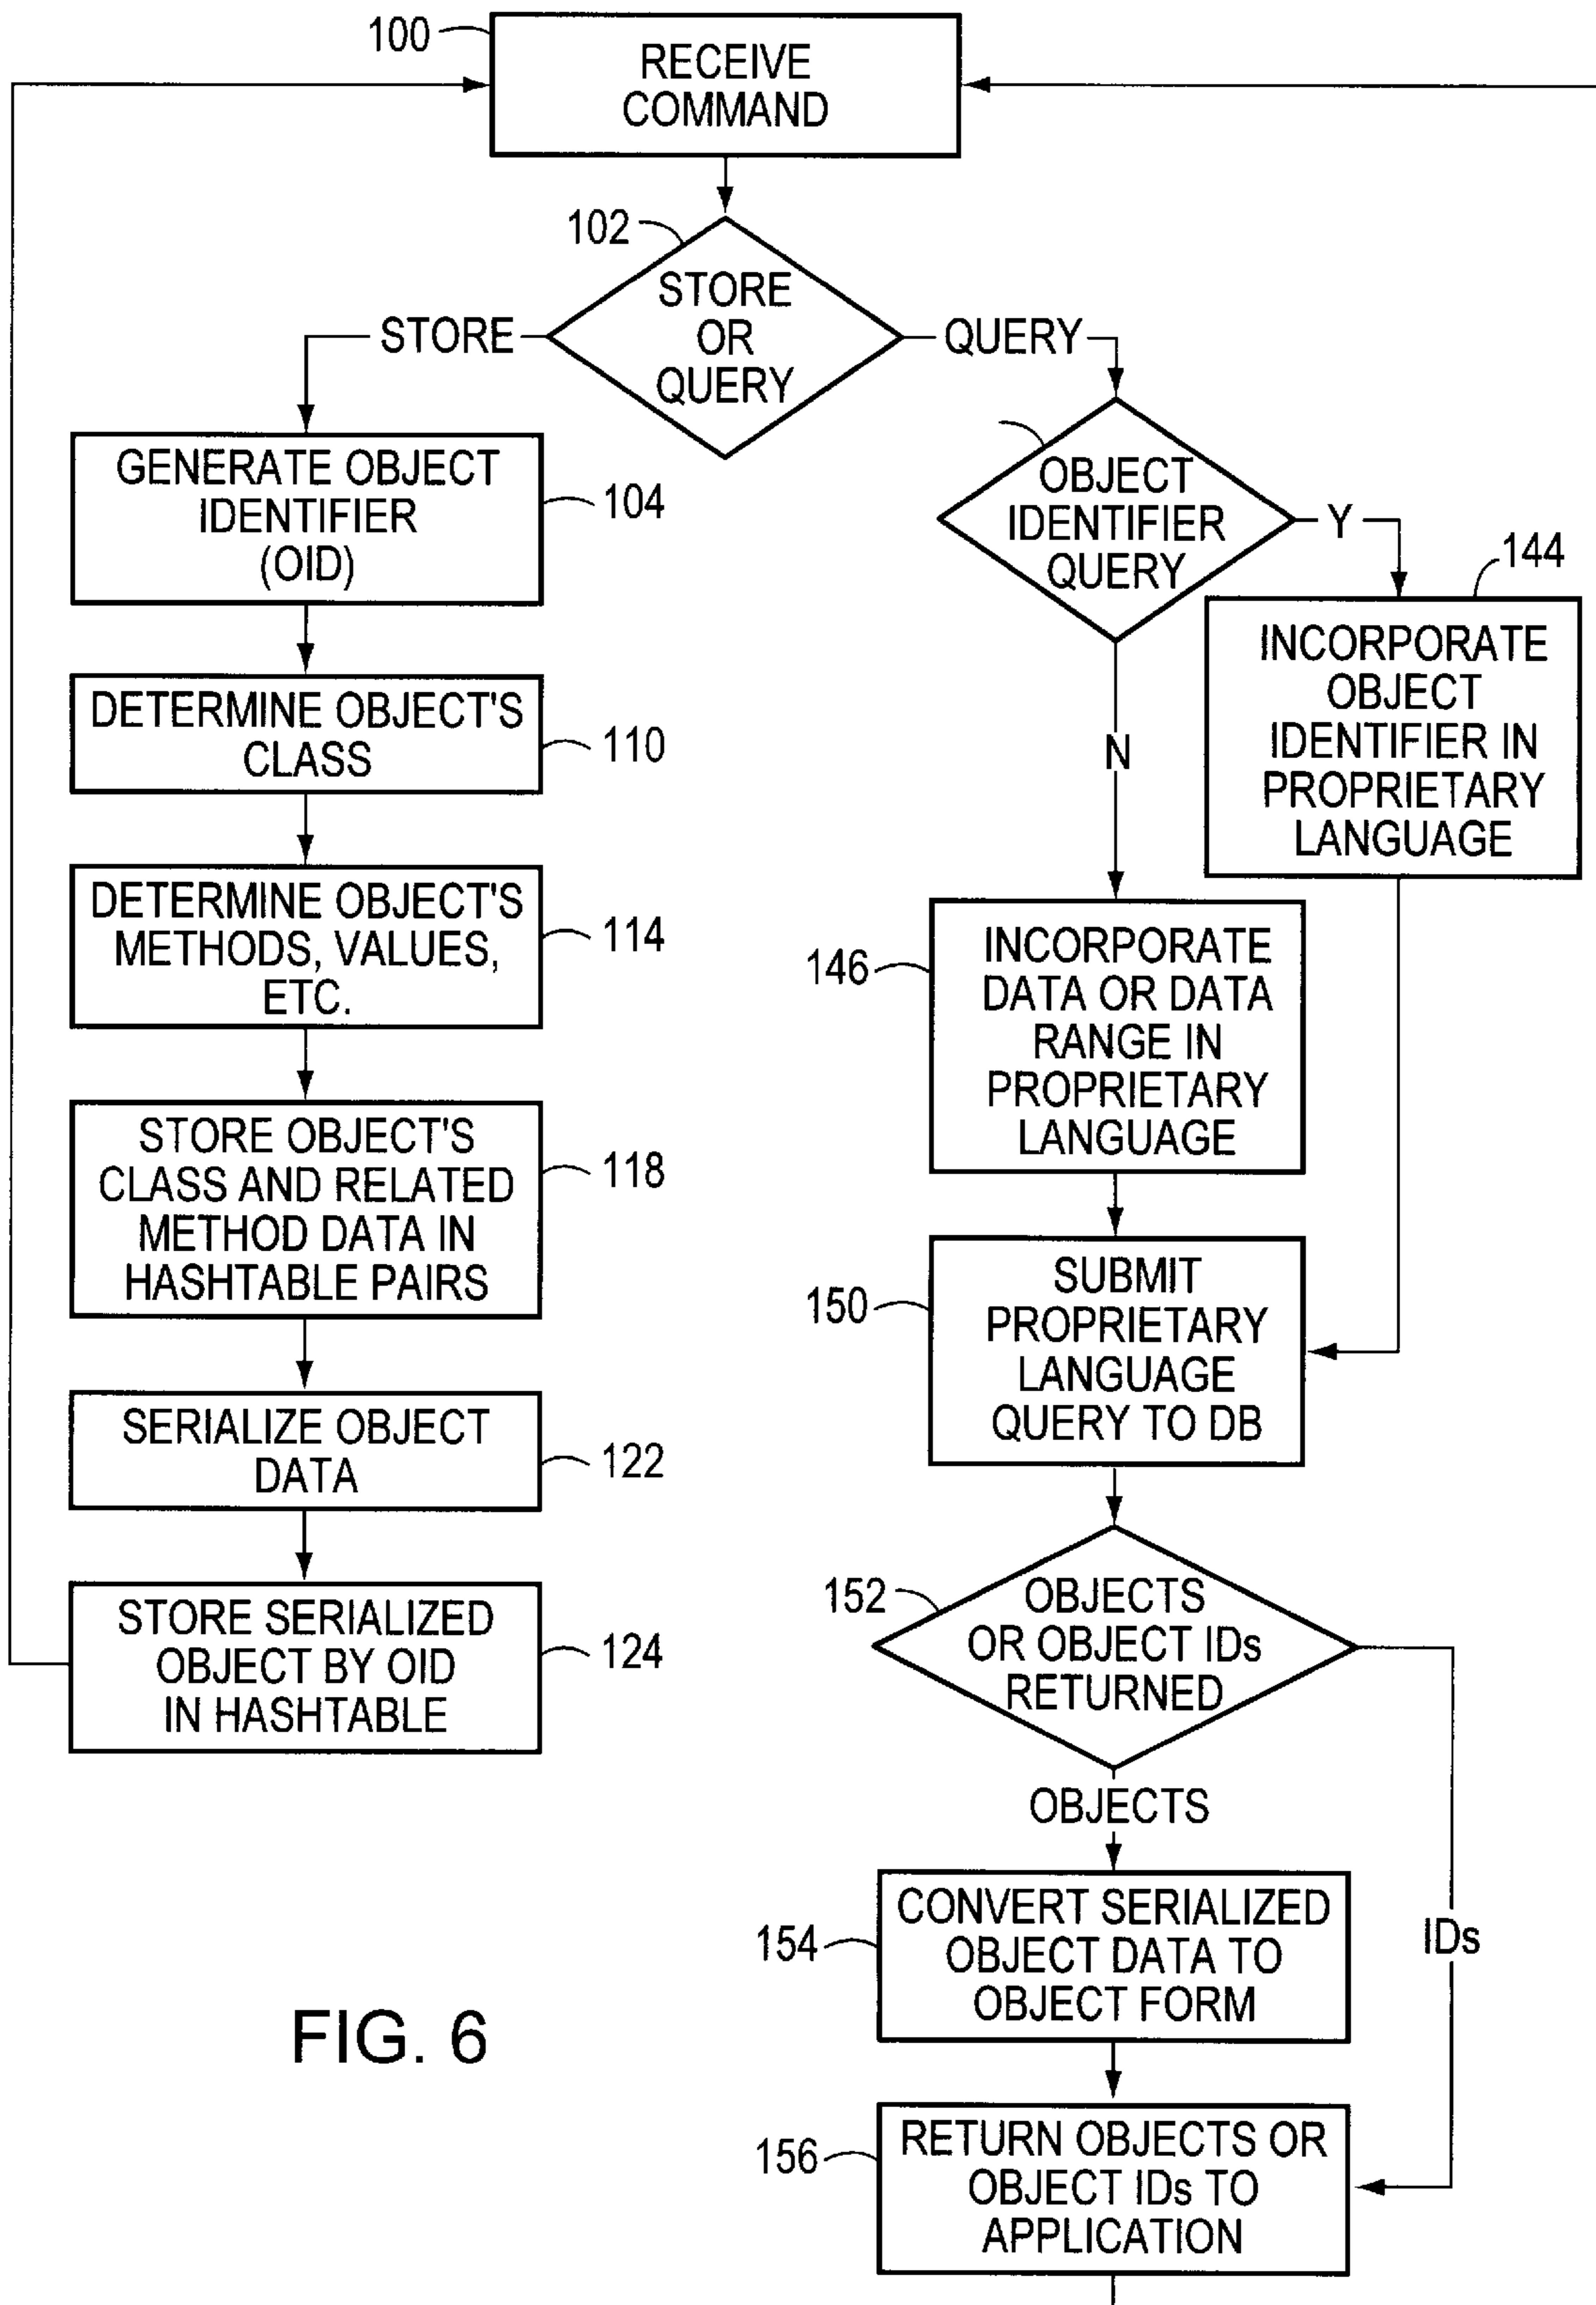 100
RECEIVE
COMMAND
102
STORE
OR
QUERY
STORE
QUERY
GENERATE OBJECT
IDENTIFIER
(OID)
104
DETERMINE OBJECT'S
CLASS
110
DETERMINE OBJECT'S
METHODS, VALUES,
ETC.
114
STORE OBJECT'S
CLASS AND RELATED
METHOD DATA IN
HASHTABLE PAIRS
118
SERIALIZE OBJECT
DATA
122
STORE SERIALIZED
OBJECT BY OID
IN HASHTABLE
124
OBJECT
IDENTIFIER
QUERY
Y
N
144
INCORPORATE
OBJECT
IDENTIFIER IN
PROPRIETARY
LANGUAGE
146
INCORPORATE
DATA OR DATA
RANGE IN
PROPRIETARY
LANGUAGE
150
SUBMIT
PROPRIETARY
LANGUAGE
QUERY TO DB
152
OBJECTS
OR OBJECT IDs
RETURNED
OBJECTS
IDs
154
CONVERT SERIALIZED
OBJECT DATA TO
OBJECT FORM
156
RETURN OBJECTS OR
OBJECT IDs TO
APPLICATION
FIG. 6